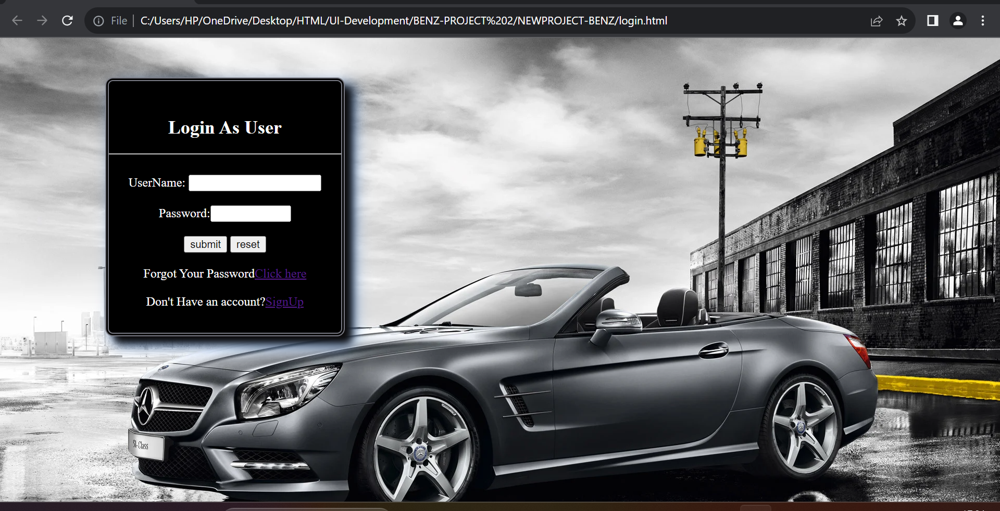 File | C:/Users/HP/OneDrive/Desktop/HTML/UI-Development/BENZ-PROJECT%202/NEWPROJECT-BENZ/login.html
Login As User
UserName:
Password:
submit reset
Forgot Your PasswordClick here
Don't Have an account?SignUp
SL-Class